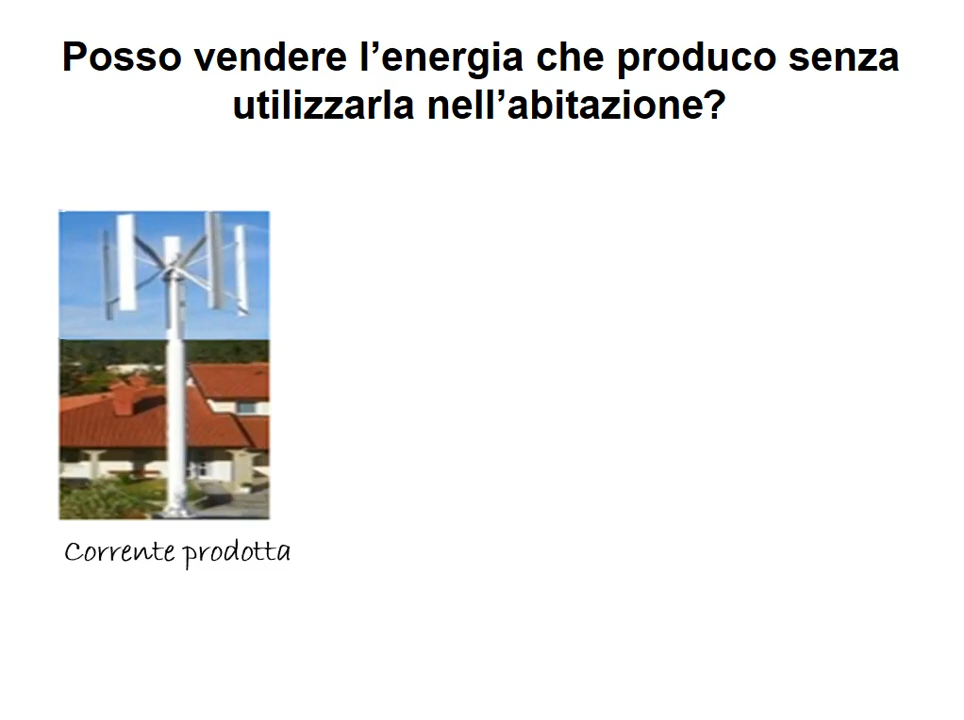 Posso vendere l’energia che produco senza
utilizzarla nell’abitazione?
Corrente prodotta